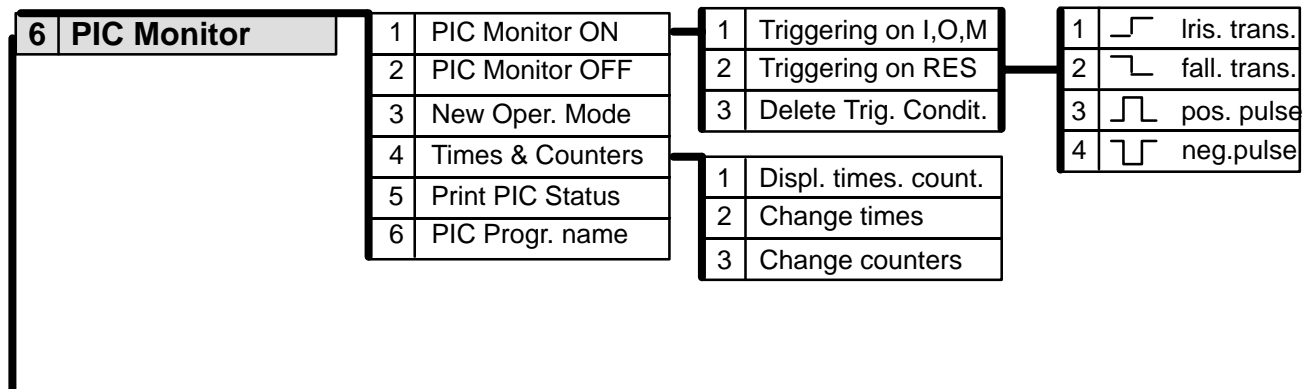 6 PIC Monitor
1 PIC Monitor ON
2 PIC Monitor OFF
3 New Oper. Mode
4 Times & Counters
5 Print PIC Status
6 PIC Progr. name
1 Triggering on I,O,M
2 Triggering on RES
3 Delete Trig. Condit.
1 Displ. times. count.
2 Change times
3 Change counters
1 Iris. trans.
2 fall. trans.
3 pos. pulse
4 neg.pulse